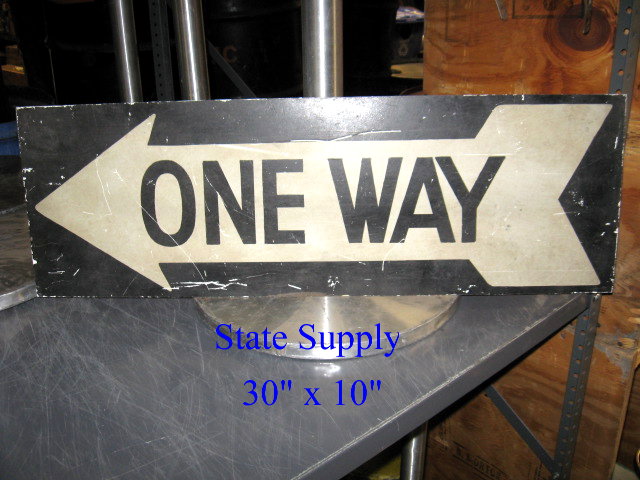 ONE WAY
State Supply
30" x 10"